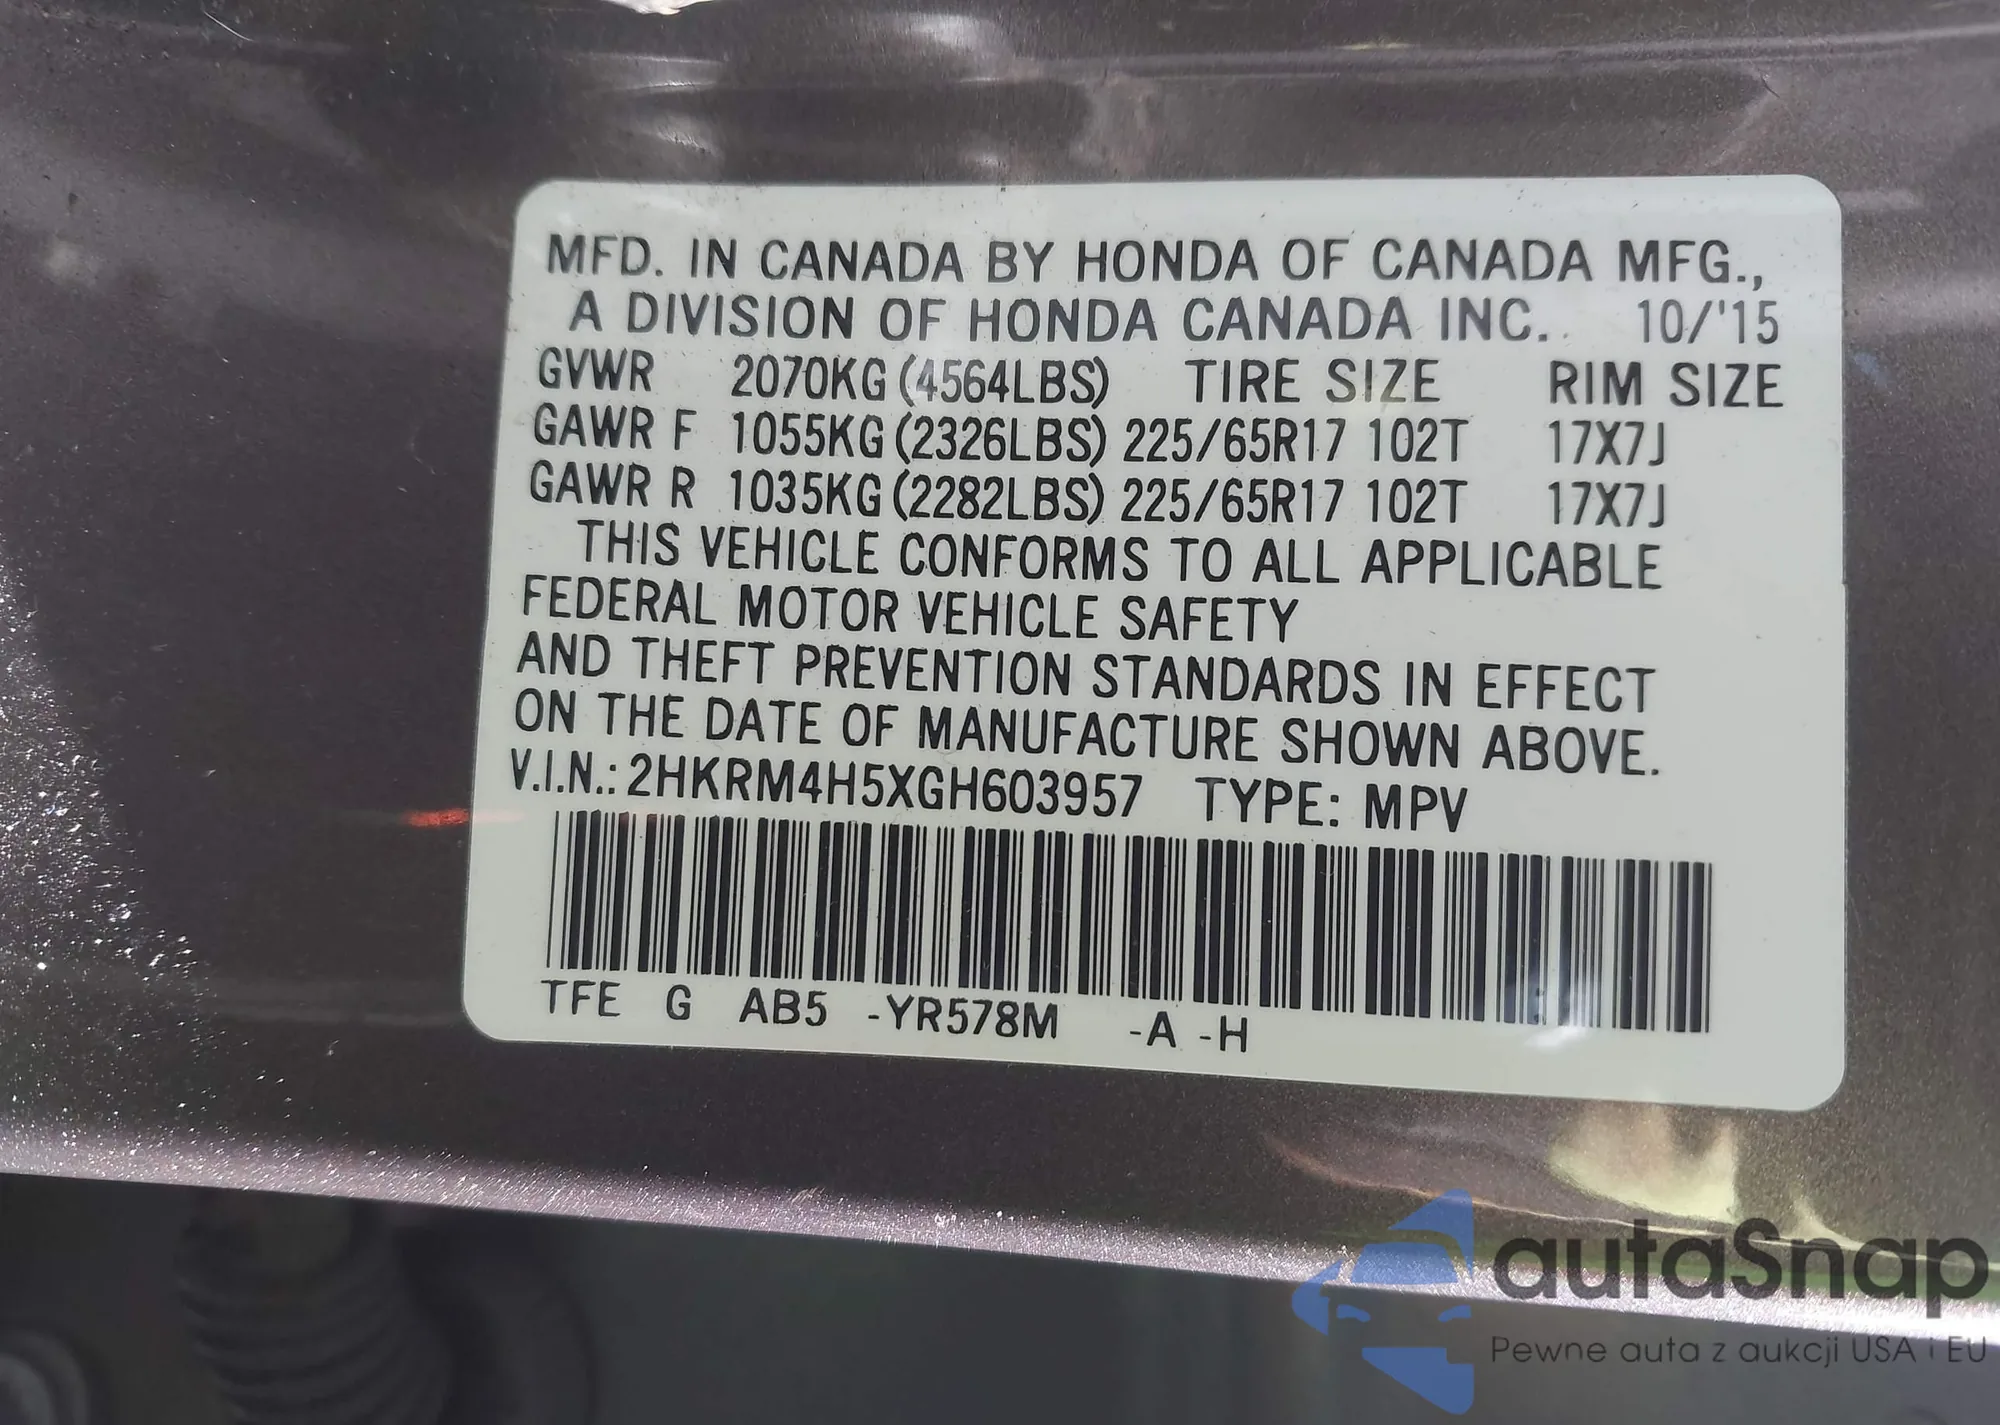 MFD. IN CANADA BY HONDA OF CANADA MFG.,
A DIVISION OF HONDA CANADA INC. 10/'15
GVWR 2070KG (4564LBS) TIRE SIZE RIM SIZE
GAWR F 1055KG (2326LBS) 225/65R17 102T 17X7J
GAWR R 1035KG (2282LBS) 225/65R17 102T 17X7J
THIS VEHICLE CONFORMS TO ALL APPLICABLE
FEDERAL MOTOR VEHICLE SAFETY
AND THEFT PREVENTION STANDARDS IN EFFECT
ON THE DATE OF MANUFACTURE SHOWN ABOVE.
V.I.N.: 2HKRM4H5XGH603957 TYPE: MPV
TFE G AB5 -YR578M -A -H
autaSnap
Pewne auta z aukcji USA i EU